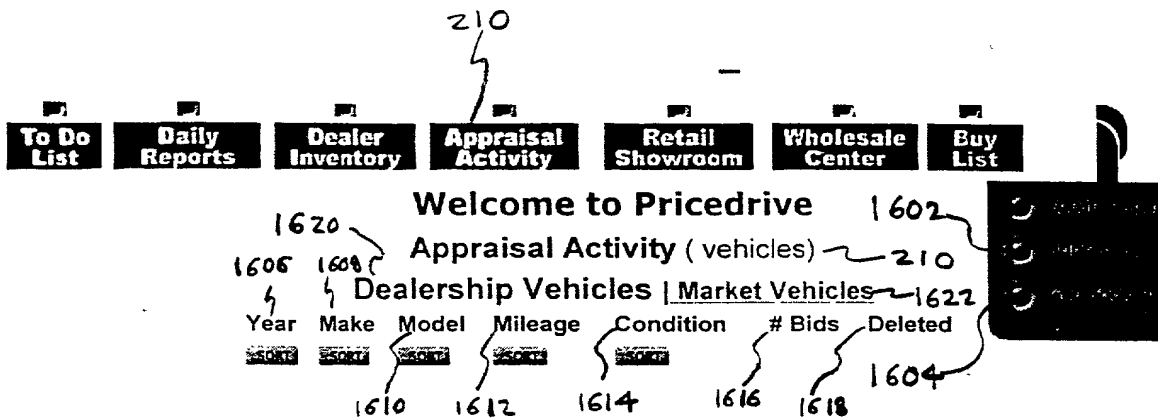 210
To Do List Daily Reports Dealer Inventory Appraisal Activity Retail Showroom Wholesale Center Buy List
Welcome to Pricedrive 1602
1620 Appraisal Activity ( vehicles) 210
1606 1608 Dealership Vehicles | Market Vehicles 1622
Year Make Model Mileage Condition # Bids Deleted
SORT SORT SORT SORT SORT
1610 1612 1614 1616 1618 1604